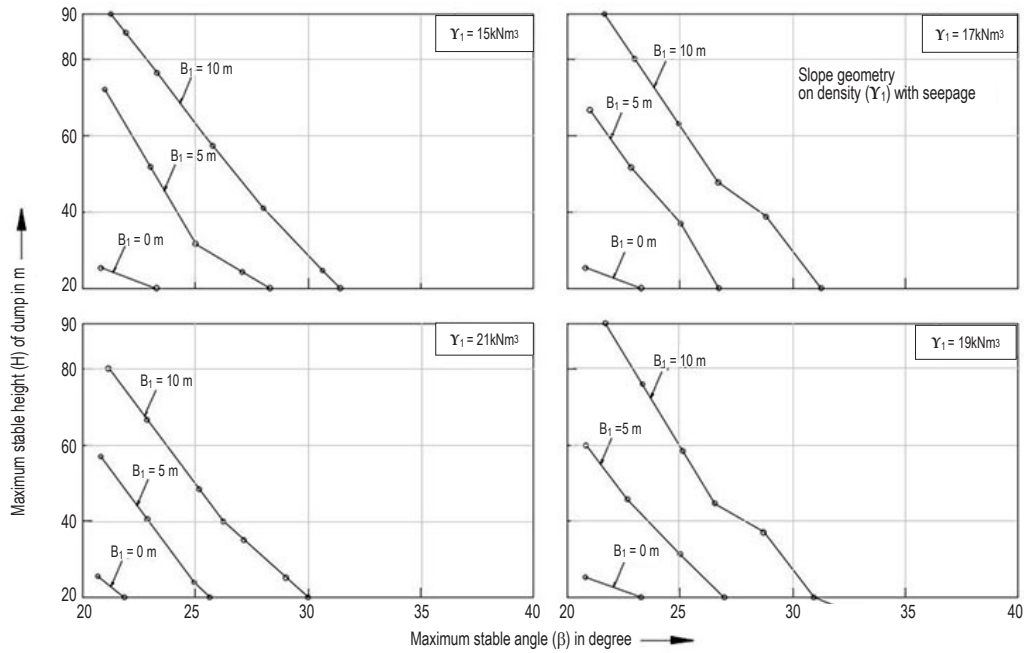 90
80
60
40
20
ϒ₁ = 15kNm³
B₁ = 10 m
B₁ = 5 m
B₁ = 0 m
ϒ₁ = 17kNm³
Slope geometry
on density (ϒ₁) with seepage
B₁ = 10 m
B₁ = 5 m
B₁ = 0 m
Maximum stable height (H) of dump in m
90
80
60
40
20
ϒ₁ = 21kNm³
B₁ = 10 m
B₁ = 5 m
B₁ = 0 m
20 25 30 35 40
ϒ₁ = 19kNm³
B₁ = 10 m
B₁ =5 m
B₁ = 0 m
20 25 30 35 40
Maximum stable angle (β) in degree